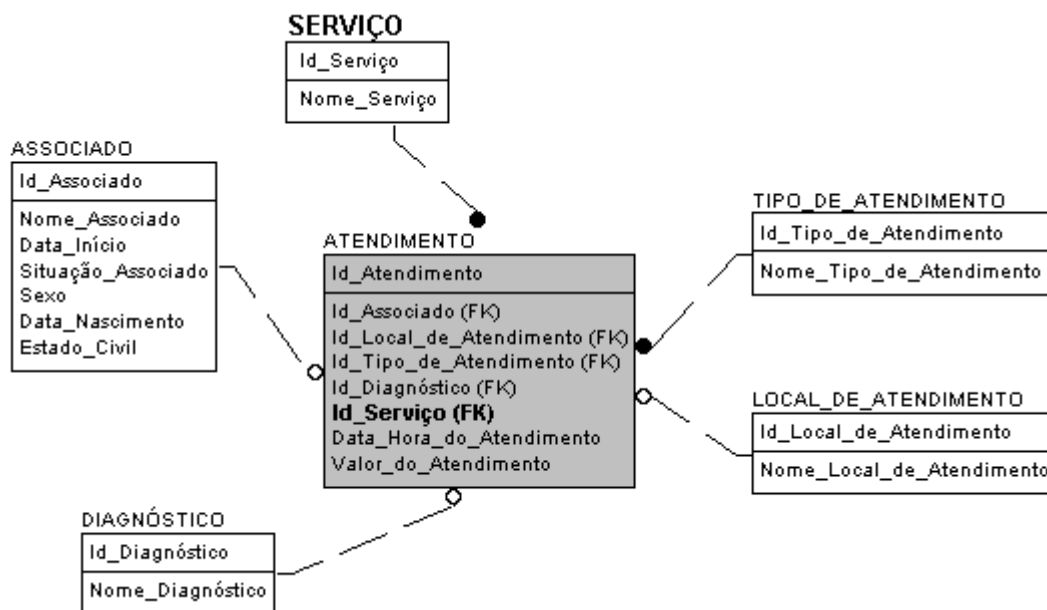 SERVIÇO
Id_Serviço
Nome_Serviço
ASSOCIADO
Id_Associado
Nome_Associado
Data_Início
Situação_Associado
Sexo
Data_Nascimento
Estado_Civil
ATENDIMENTO
Id_Atendimento
Id_Associado (FK)
Id_Local_de_Atendimento (FK)
Id_Tipo_de_Atendimento (FK)
Id_Diagnóstico (FK)
Id_Serviço (FK)
Data_Hora_do_Atendimento
Valor_do_Atendimento
TIPO_DE_ATENDIMENTO
Id_Tipo_de_Atendimento
Nome_Tipo_de_Atendimento
LOCAL_DE_ATENDIMENTO
Id_Local_de_Atendimento
Nome_Local_de_Atendimento
DIAGNÓSTICO
Id_Diagnóstico
Nome_Diagnóstico